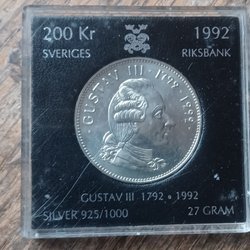 200 Kr 1992
SVERIGES RIKSBANK
GUSTAV III · 1792 · 1992
GUSTAV III 1792 • 1992
SILVER 925/1000 27 GRAM